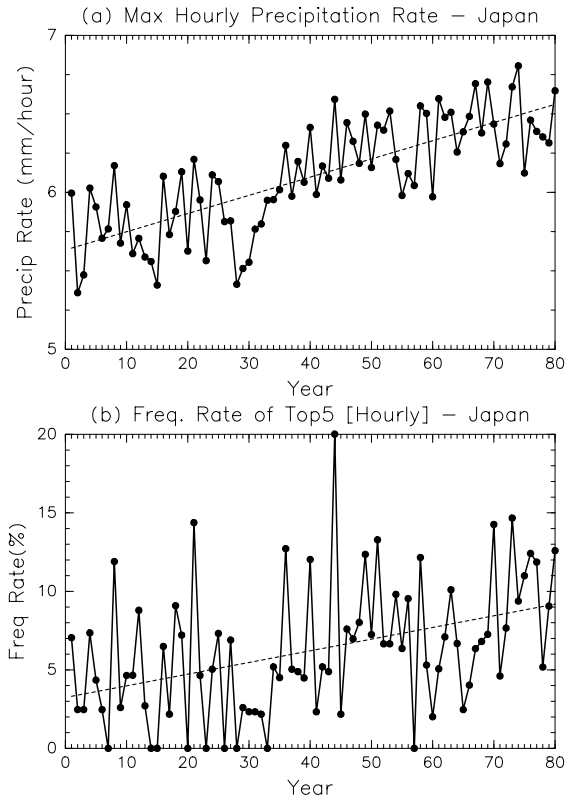 (a) Max Hourly Precipitation Rate – Japan
7
6
5
Precip Rate (mm/hour)
0 10 20 30 40 50 60 70 80
Year
(b) Freq. Rate of Top5 [Hourly] – Japan
20
15
10
5
0
Freq Rate(%)
0 10 20 30 40 50 60 70 80
Year